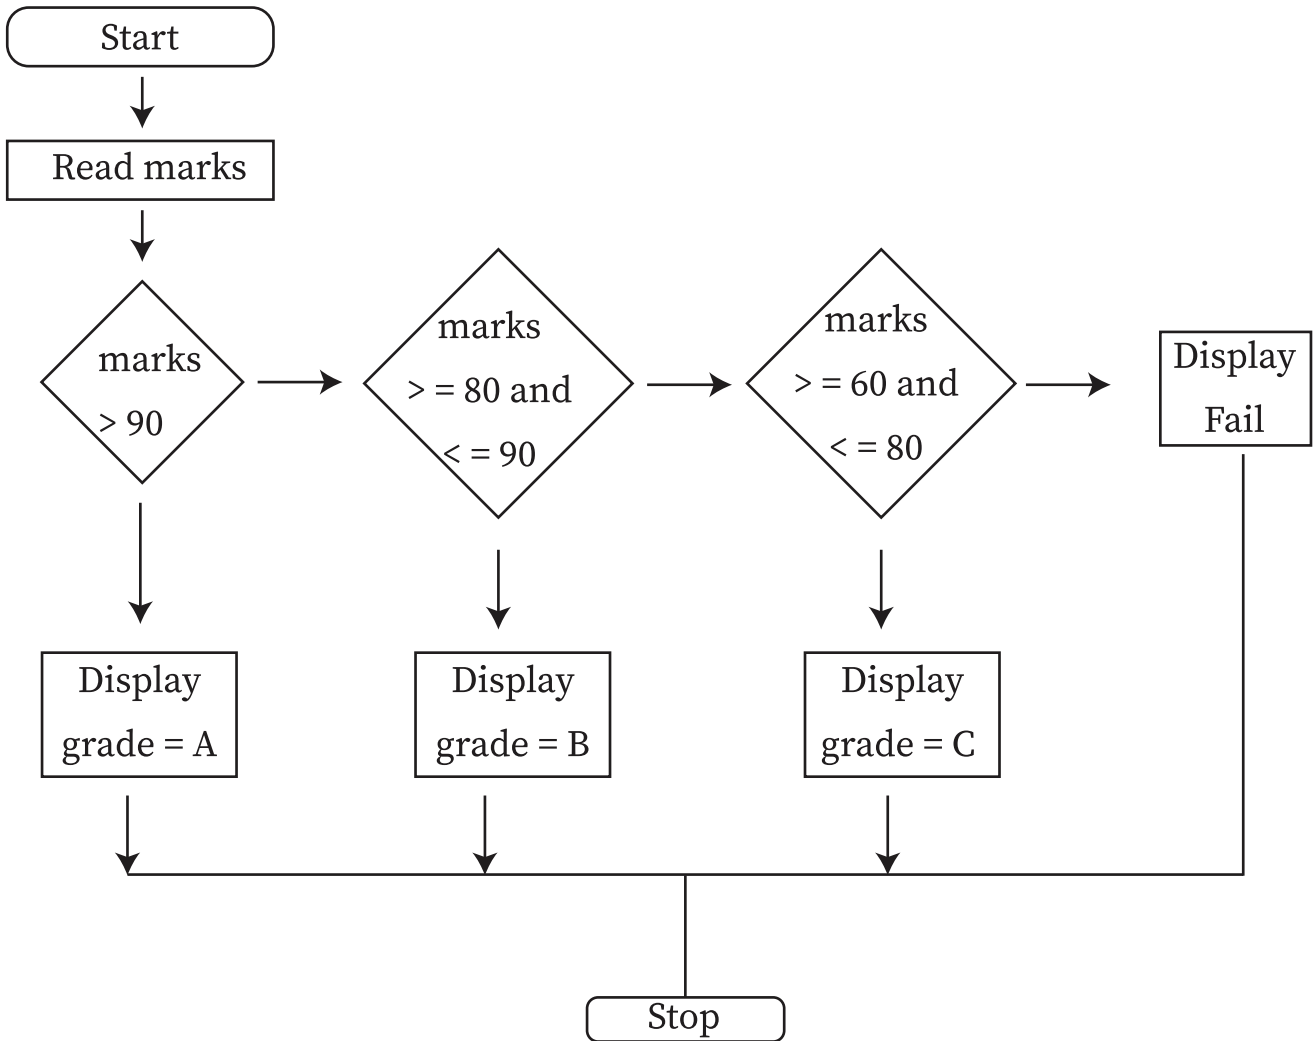 Start
Read marks
marks
> 90
marks
> = 80 and
< = 90
marks
> = 60 and
< = 80
Display
Fail
Display
grade = A
Display
grade = B
Display
grade = C
Stop